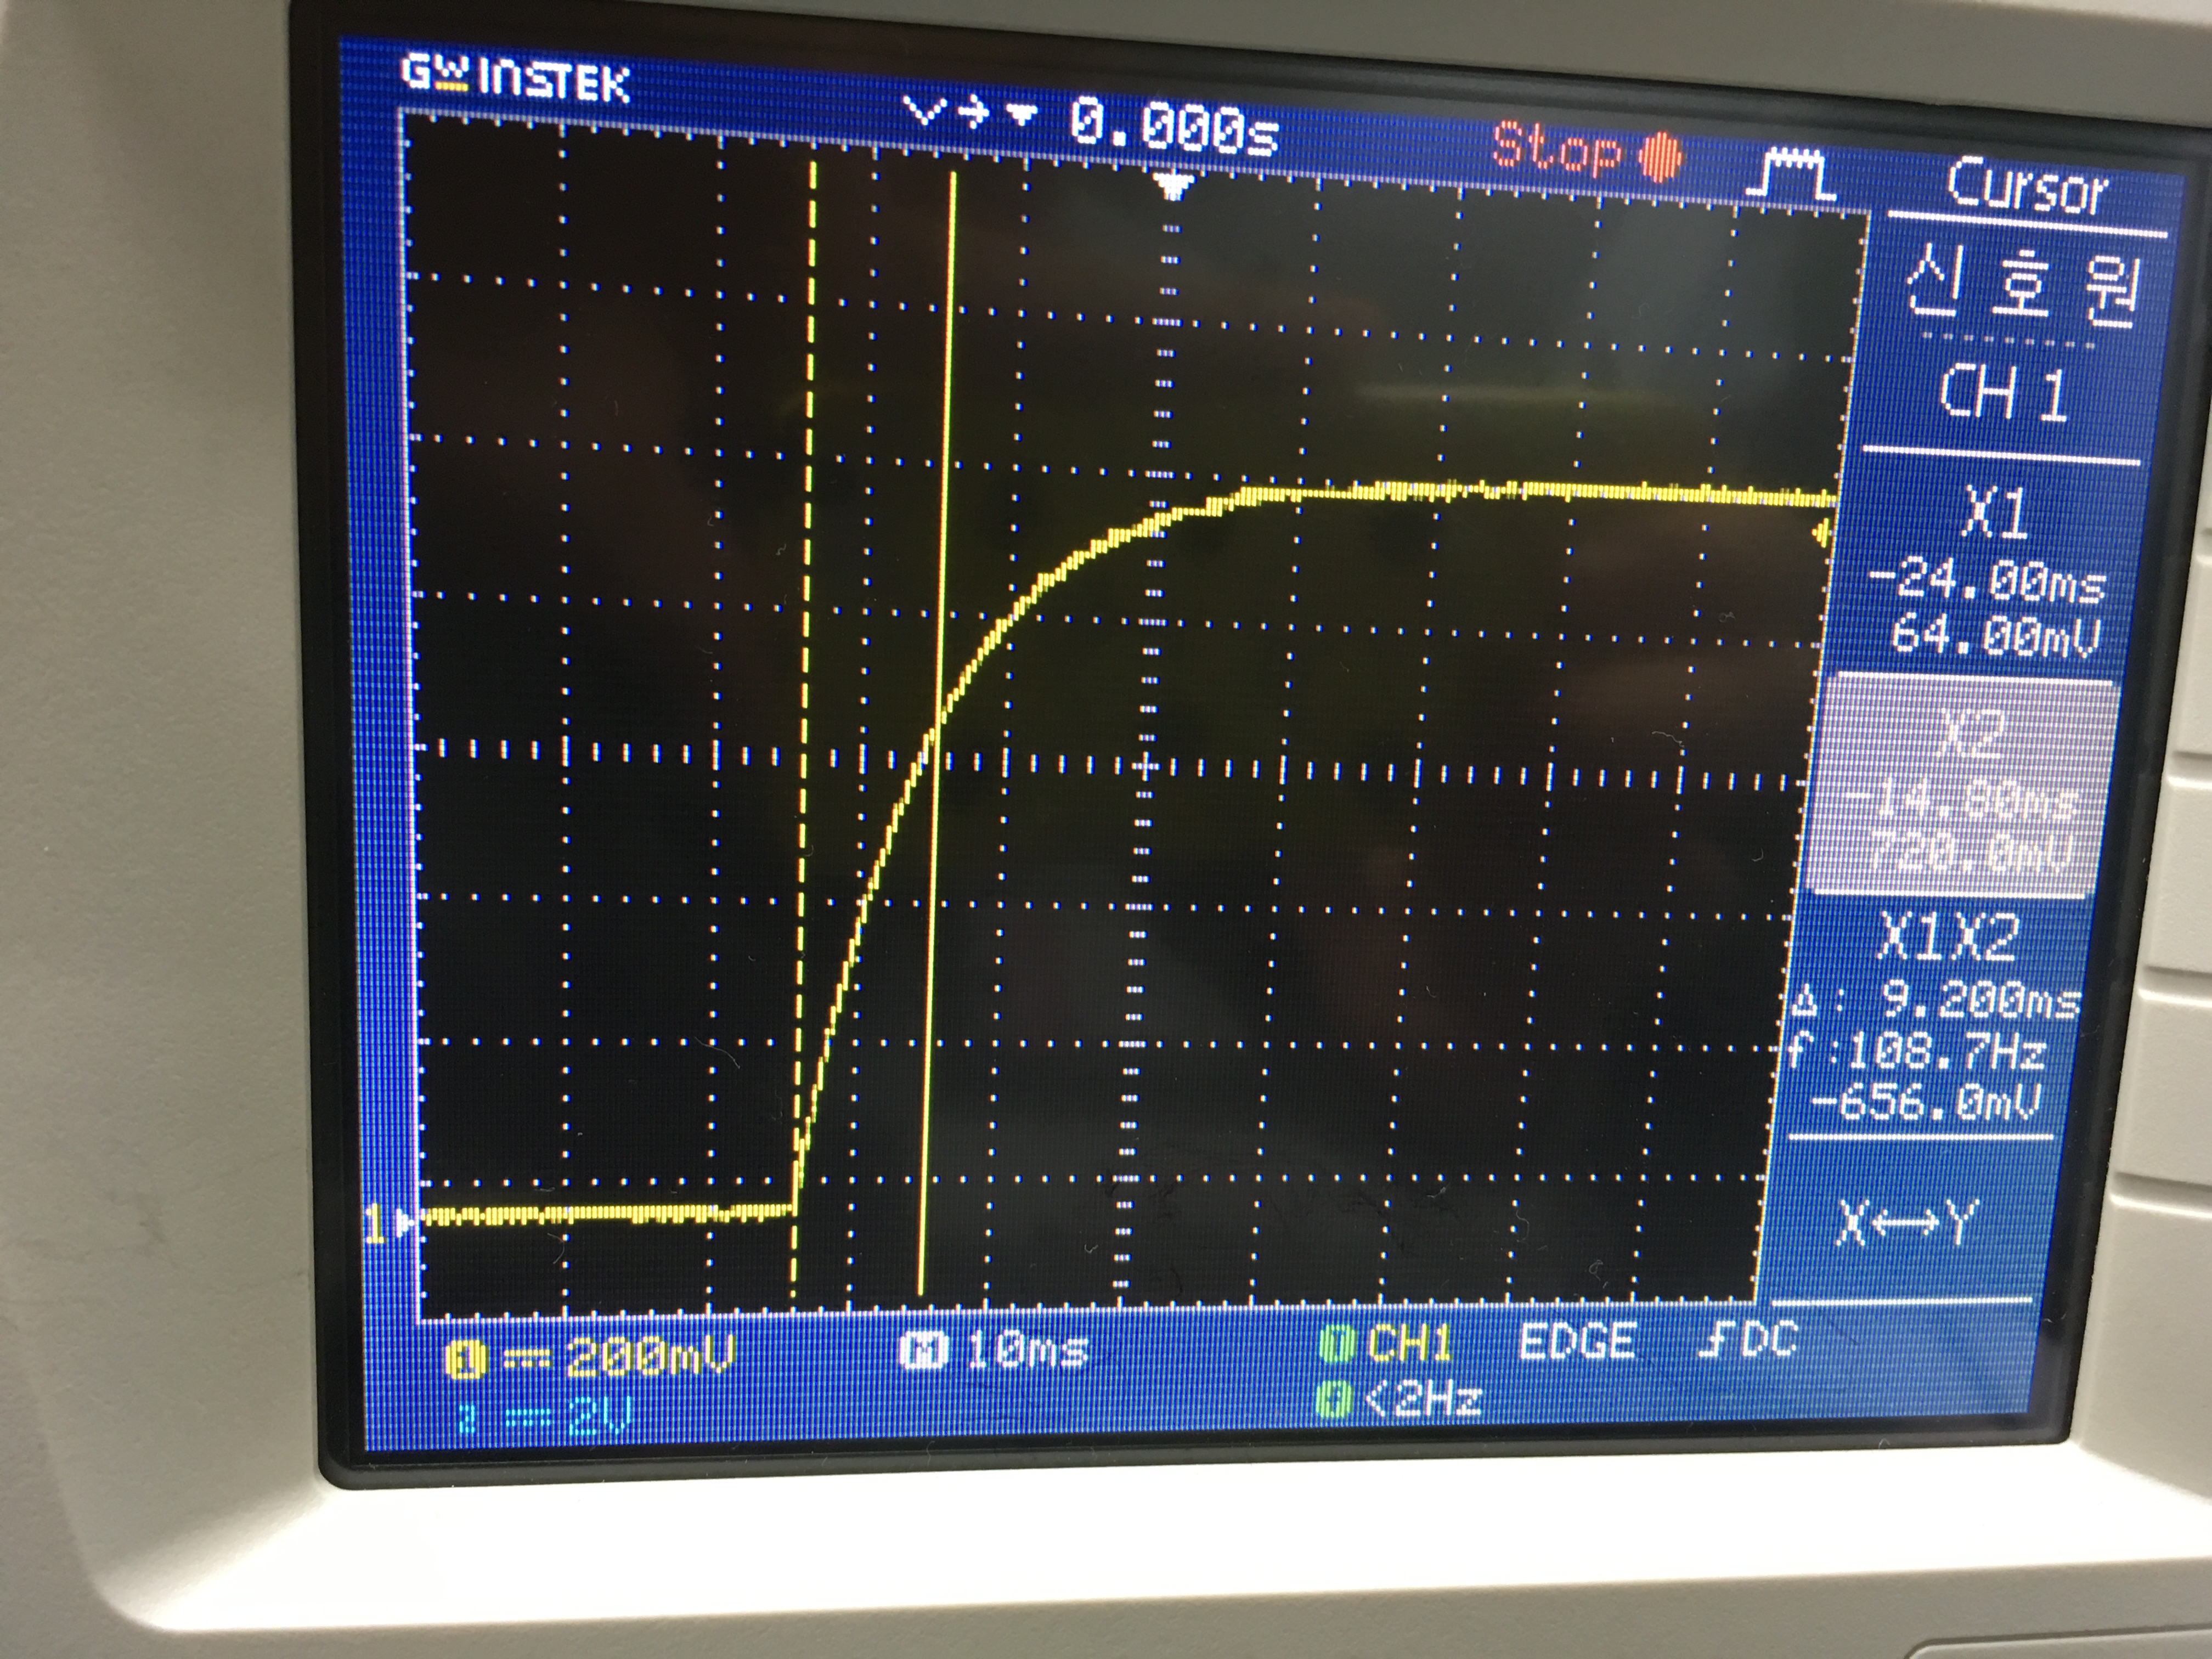 GW INSTEK
0.000s
Stop
Cursor
신호원
CH 1
X1
-24.00ms
64.00mV
X2
-14.80ms
720.0mV
X1X2
Δ: 9.200ms
f:108.7Hz
-656.0mV
X↔Y
1
1 200mV
M 10ms
T CH1 EDGE DC
2 2V
f <2Hz